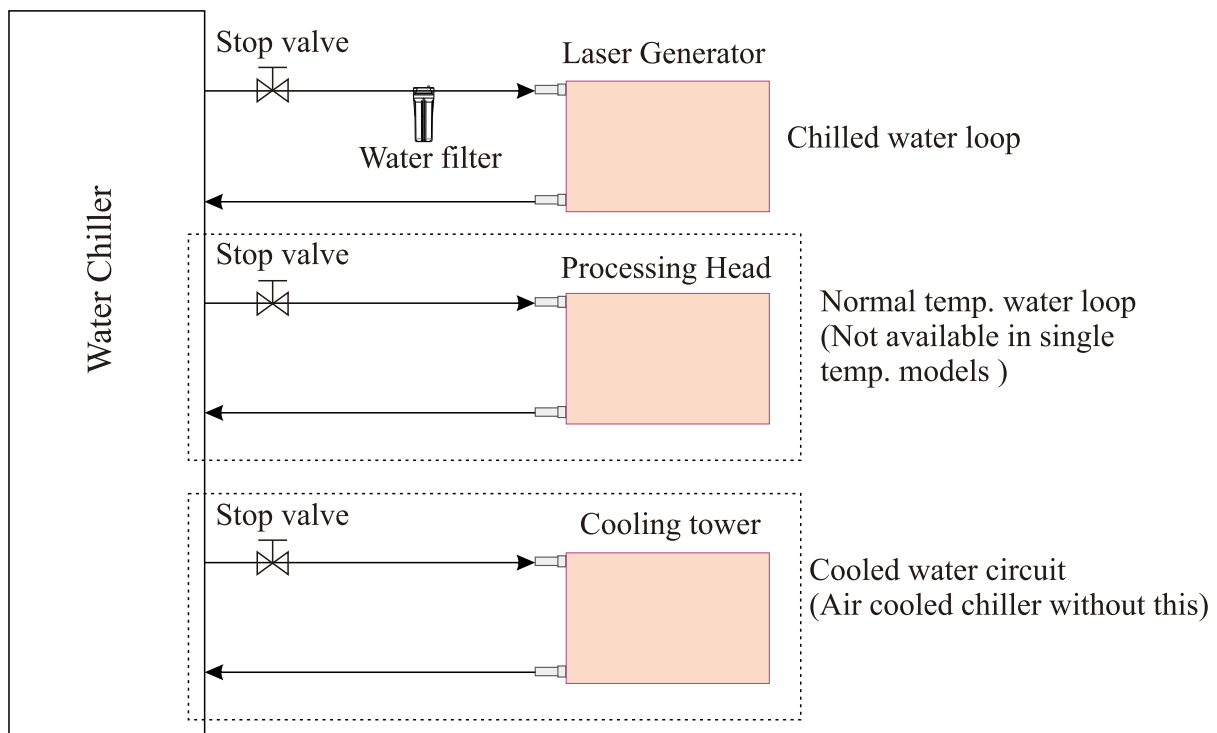 Stop valve
Laser Generator
Water filter
Chilled water loop
Water Chiller
Stop valve
Processing Head
Normal temp. water loop
(Not available in single
temp. models )
Stop valve
Cooling tower
Cooled water circuit
(Air cooled chiller without this)